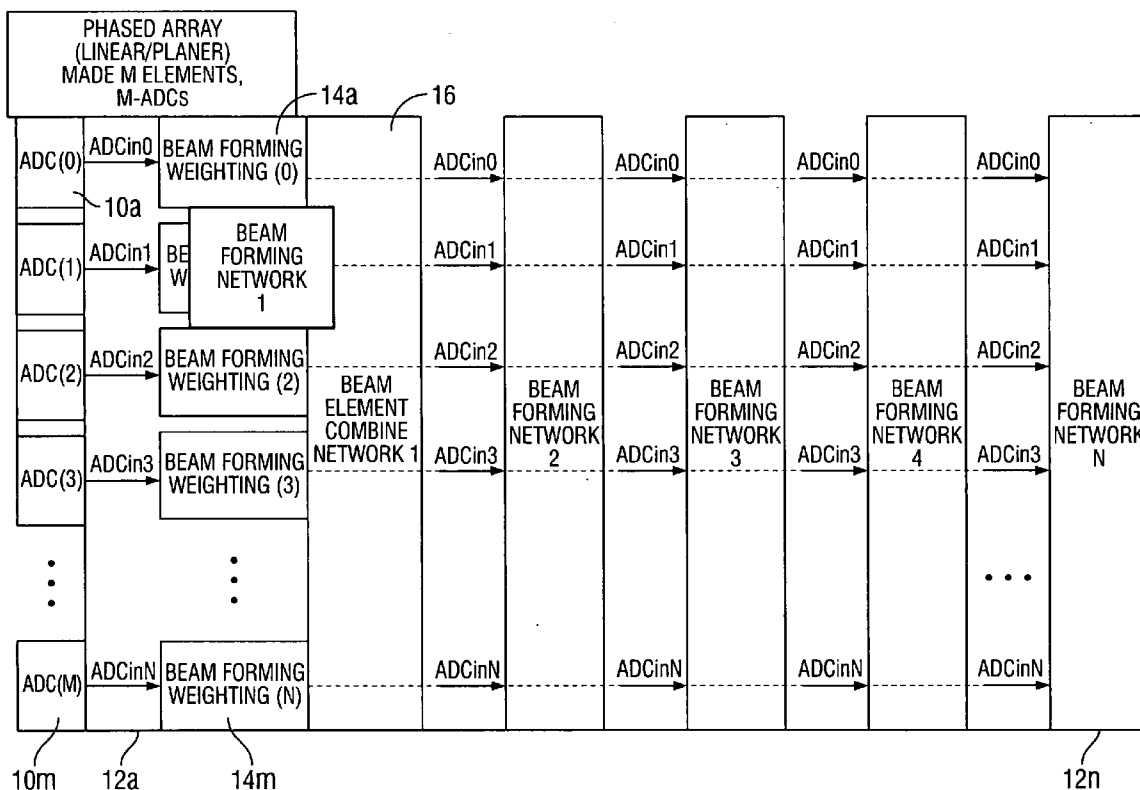 PHASED ARRAY
(LINEAR/PLANER)
MADE M ELEMENTS,
M-ADCs
14a
16
ADC(0)
ADCin0
BEAM FORMING
WEIGHTING (0)
ADCin0
ADCin0
ADCin0
ADCin0
10a
ADC(1)
ADCin1
BE
W
BEAM
FORMING
NETWORK
1
ADCin1
ADCin1
ADCin1
ADCin1
ADC(2)
ADCin2
BEAM FORMING
WEIGHTING (2)
ADCin2
ADCin2
ADCin2
ADCin2
BEAM
ELEMENT
COMBINE
NETWORK 1
BEAM
FORMING
NETWORK
2
BEAM
FORMING
NETWORK
3
BEAM
FORMING
NETWORK
4
BEAM
FORMING
NETWORK
N
ADC(3)
ADCin3
BEAM FORMING
WEIGHTING (3)
ADCin3
ADCin3
ADCin3
ADCin3
ADC(M)
ADCinN
BEAM FORMING
WEIGHTING (N)
ADCinN
ADCinN
ADCinN
ADCinN
10m
12a
14m
12n